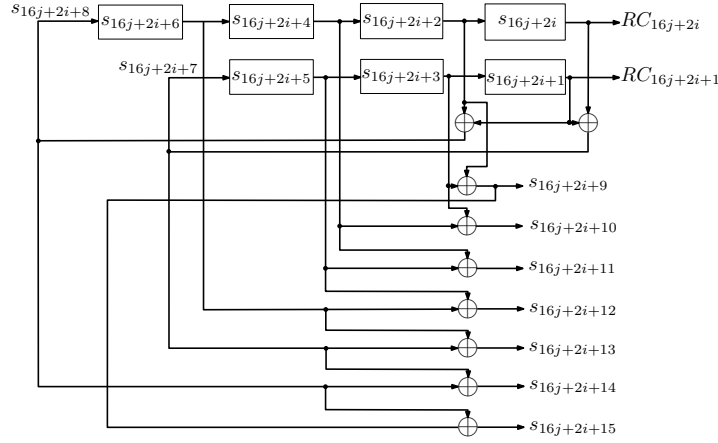 s16j+2i+8 s16j+2i+6 s16j+2i+4 s16j+2i+2 s16j+2i RC16j+2i
s16j+2i+7 s16j+2i+5 s16j+2i+3 s16j+2i+1 RC16j+2i+1
s16j+2i+9
s16j+2i+10
s16j+2i+11
s16j+2i+12
s16j+2i+13
s16j+2i+14
s16j+2i+15